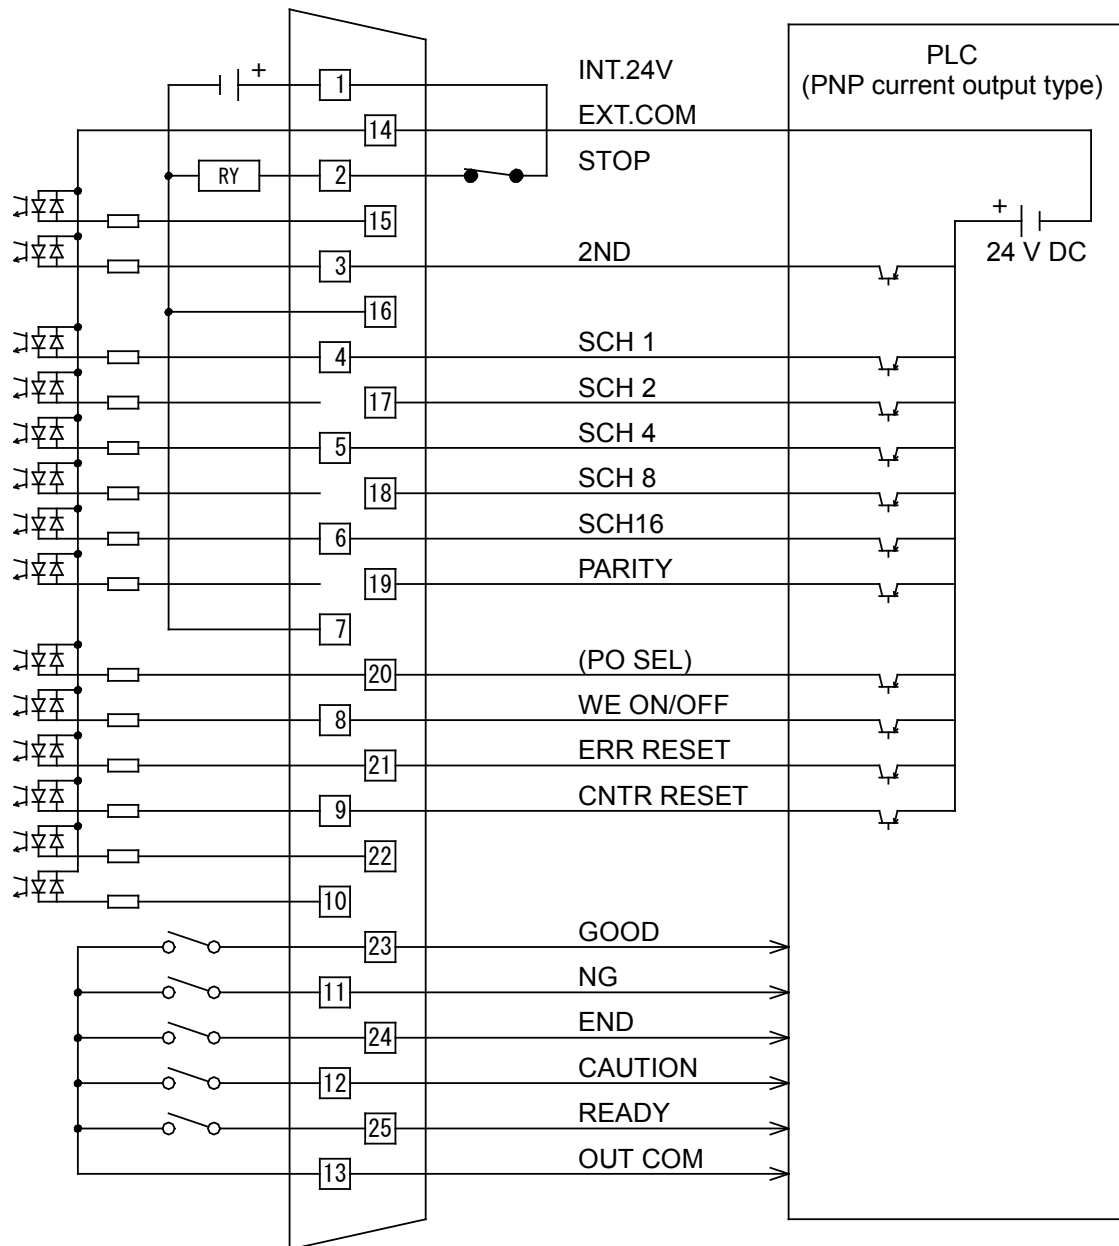 PLC
(PNP current output type)
+ 1 INT.24V
14 EXT.COM
RY 2 STOP
15
+
24 V DC
3 2ND
16
4 SCH 1
17 SCH 2
5 SCH 4
18 SCH 8
6 SCH16
19 PARITY
7
20 (PO SEL)
8 WE ON/OFF
21 ERR RESET
9 CNTR RESET
22
10
23 GOOD
11 NG
24 END
12 CAUTION
25 READY
13 OUT COM